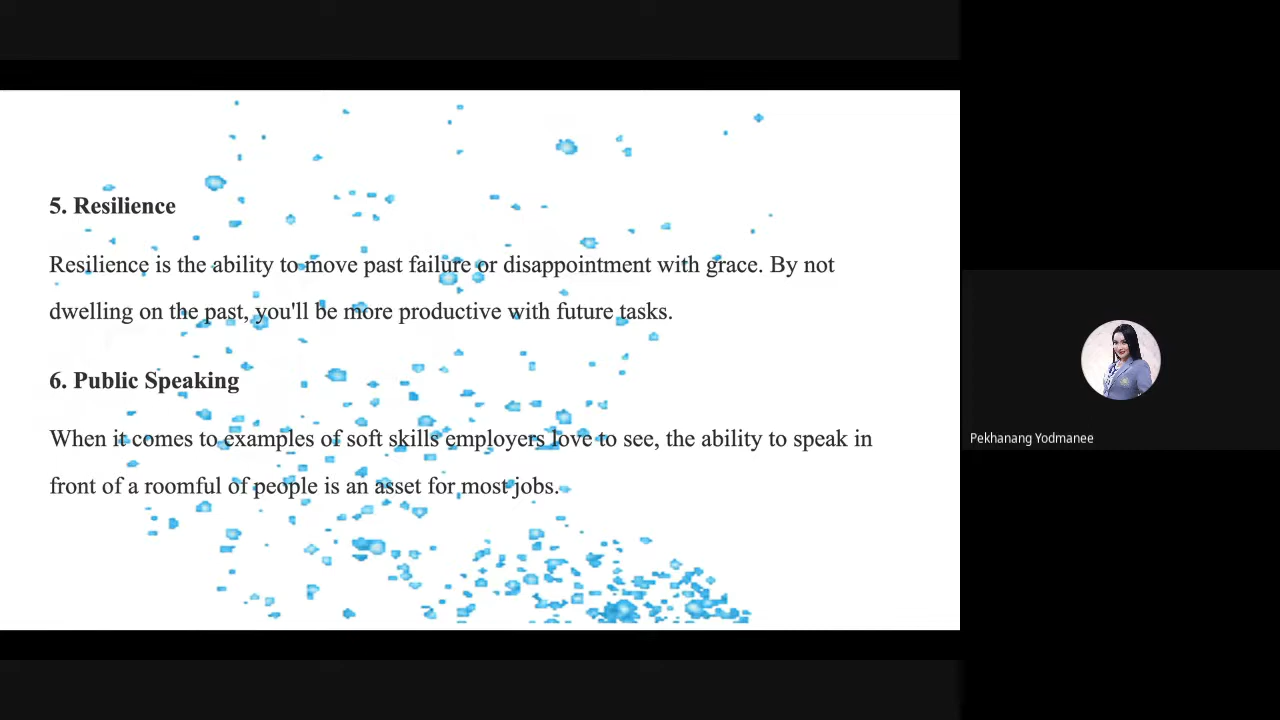 5. Resilience
Resilience is the ability to move past failure or disappointment with grace. By not
dwelling on the past, you'll be more productive with future tasks.
6. Public Speaking
When it comes to examples of soft skills employers love to see, the ability to speak in
front of a roomful of people is an asset for most jobs.
Pekhanang Yodmanee